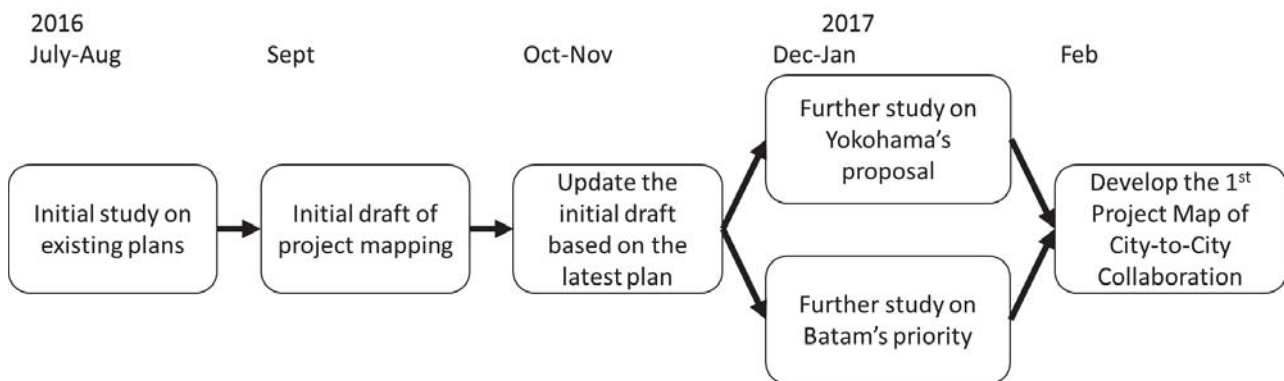 2016
2017
July-Aug
Sept
Oct-Nov
Dec-Jan
Feb
Initial study on
existing plans
Initial draft of
project mapping
Update the
initial draft
based on the
latest plan
Further study on
Yokohama’s
proposal
Further study on
Batam’s priority
Develop the 1st
Project Map of
City-to-City
Collaboration